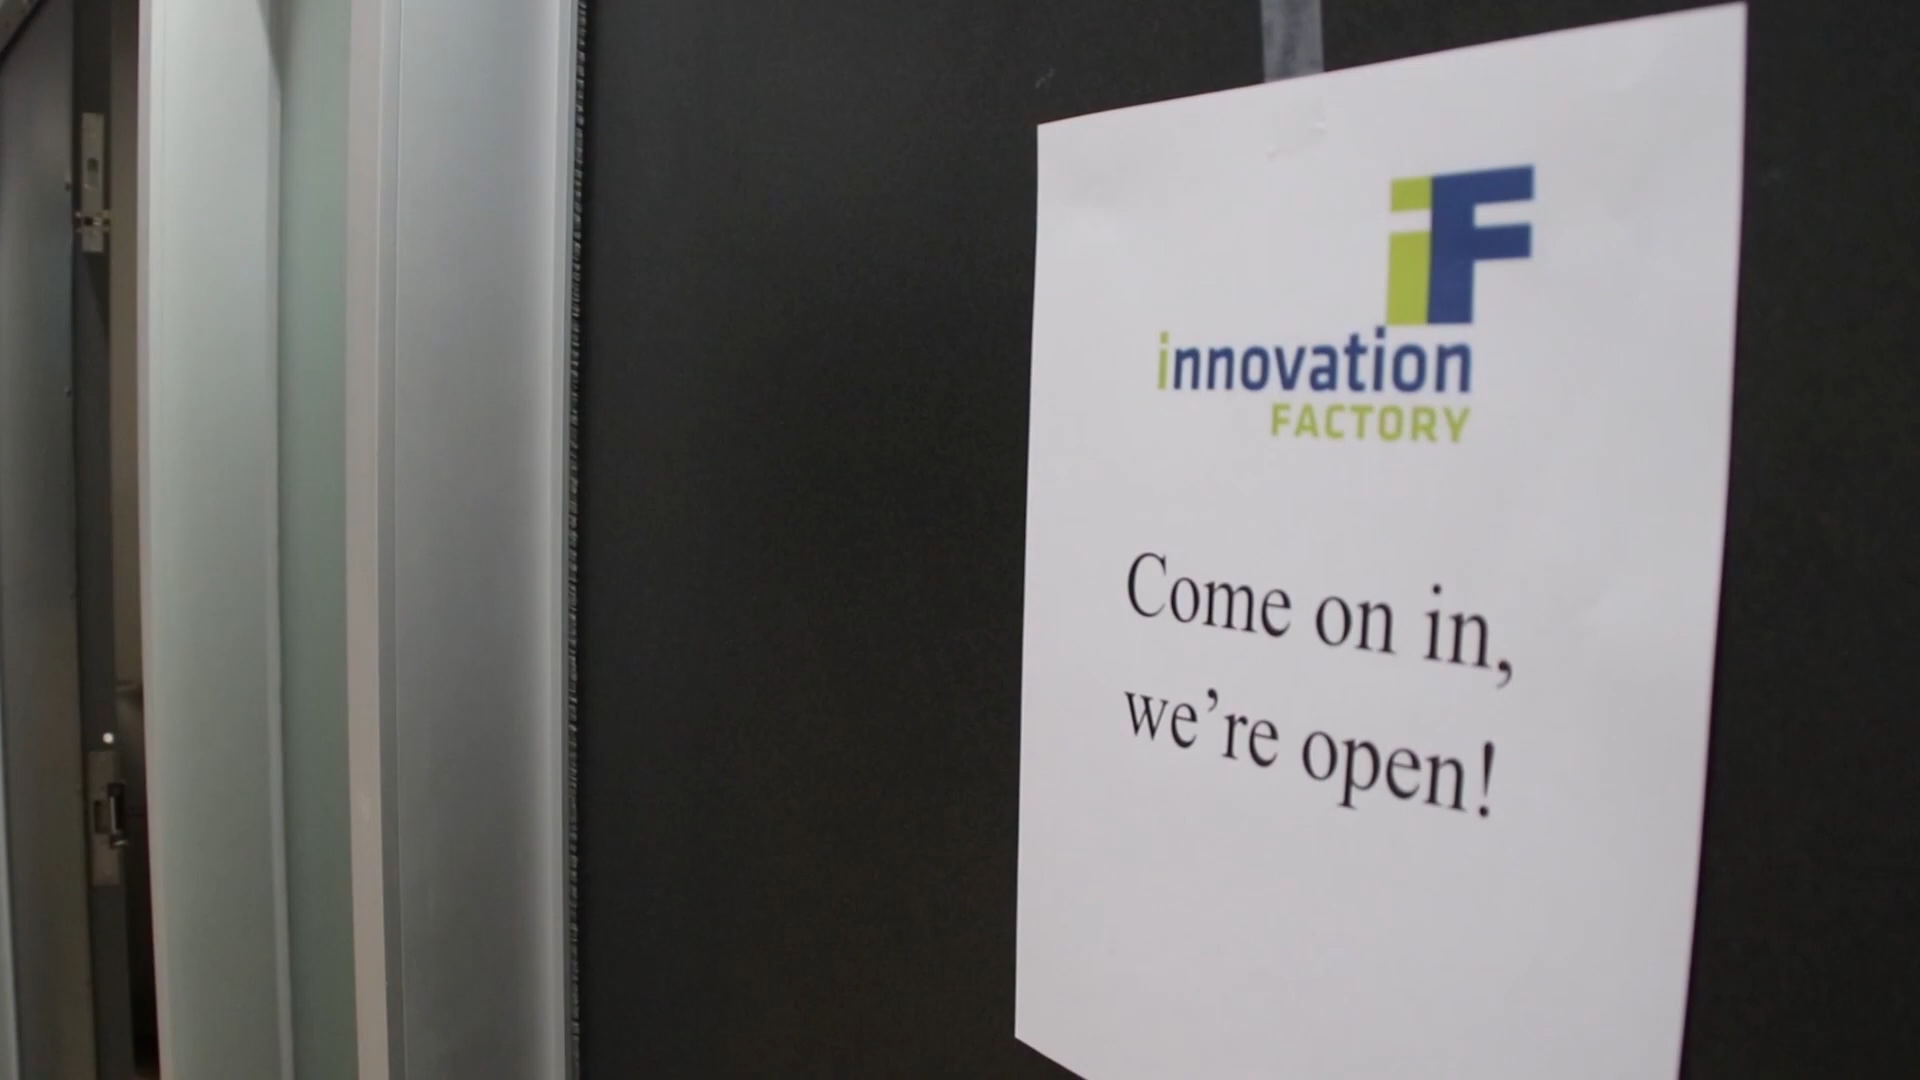 iF
innovation
FACTORY
Come on in,
we’re open!